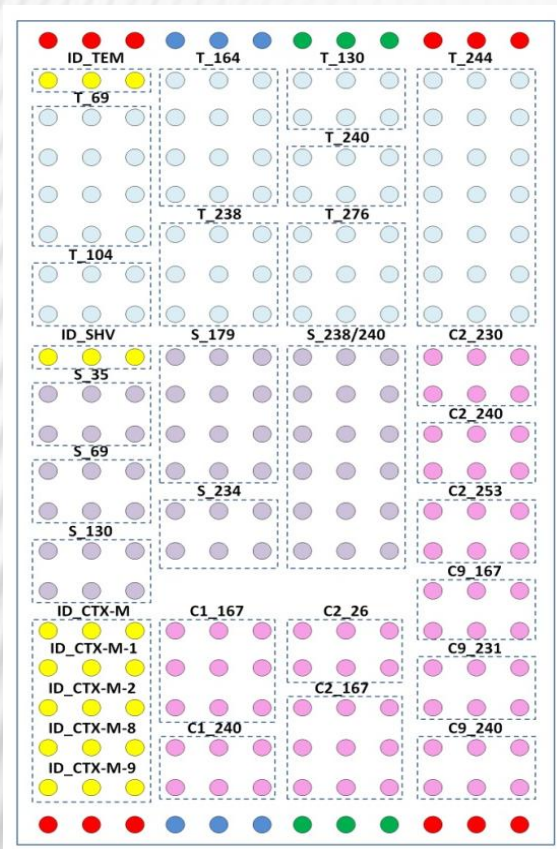 ID_TEM T_164 T_130 T_244
T_69
T_240
T_238 T_276
T_104
ID_SHV S_179 S_238/240 C2_230
S_35
C2_240
S_69
S_234 C2_253
S_130
C9_167
ID_CTX-M C1_167 C2_26
ID_CTX-M-1 C9_231
ID_CTX-M-2 C2_167
ID_CTX-M-8 C1_240 C9_240
ID_CTX-M-9